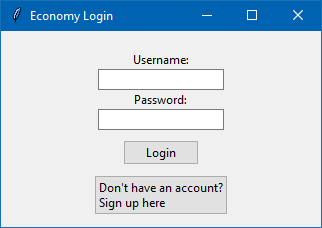 Economy Login
Username:
Password:
Login
Don't have an account?
Sign up here